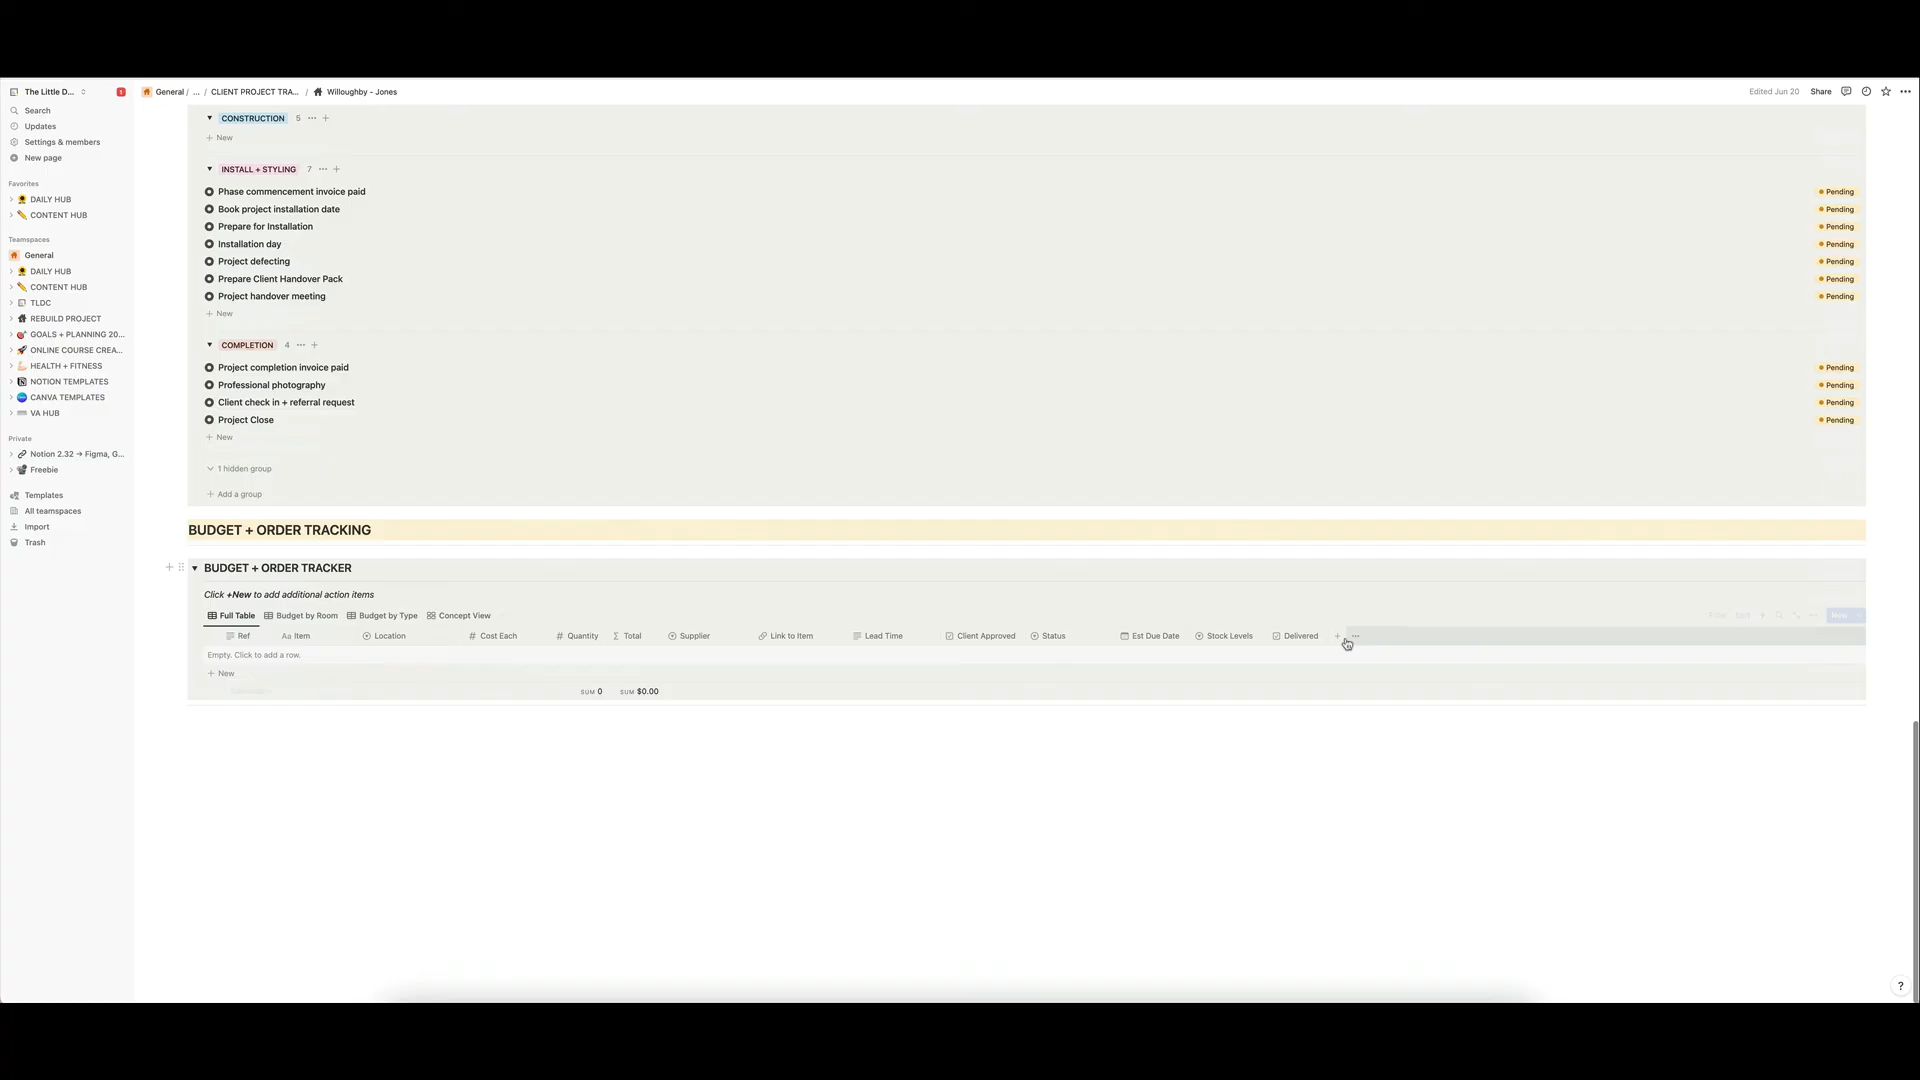 The Little D...
1
Search
Updates
Settings & members
New page
Favorites
DAILY HUB
CONTENT HUB
Teamspaces
General
DAILY HUB
CONTENT HUB
TLDC
REBUILD PROJECT
GOALS + PLANNING 20...
ONLINE COURSE CREA...
HEALTH + FITNESS
NOTION TEMPLATES
CANVA TEMPLATES
VA HUB
Private
Notion 2.32 → Figma, G...
Freebie
Templates
All teamspaces
Import
Trash
General / ... / CLIENT PROJECT TRA... / Willoughby - Jones
Edited Jun 20 Share
CONSTRUCTION 5
+ New
INSTALL + STYLING 7
Phase commencement invoice paid Pending
Book project installation date Pending
Prepare for Installation Pending
Installation day Pending
Project defecting Pending
Prepare Client Handover Pack Pending
Project handover meeting Pending
+ New
COMPLETION 4
Project completion invoice paid Pending
Professional photography Pending
Client check in + referral request Pending
Project Close Pending
+ New
1 hidden group
+ Add a group
BUDGET + ORDER TRACKING
BUDGET + ORDER TRACKER
Click +New to add additional action items
Full Table Budget by Room Budget by Type Concept View
Filter Sort New
Ref Aa Item Location # Cost Each # Quantity Σ Total Supplier Link to Item Lead Time Client Approved Status Est Due Date Stock Levels Delivered + ...
Empty. Click to add a row.
+ New
SUM 0 SUM $0.00
?